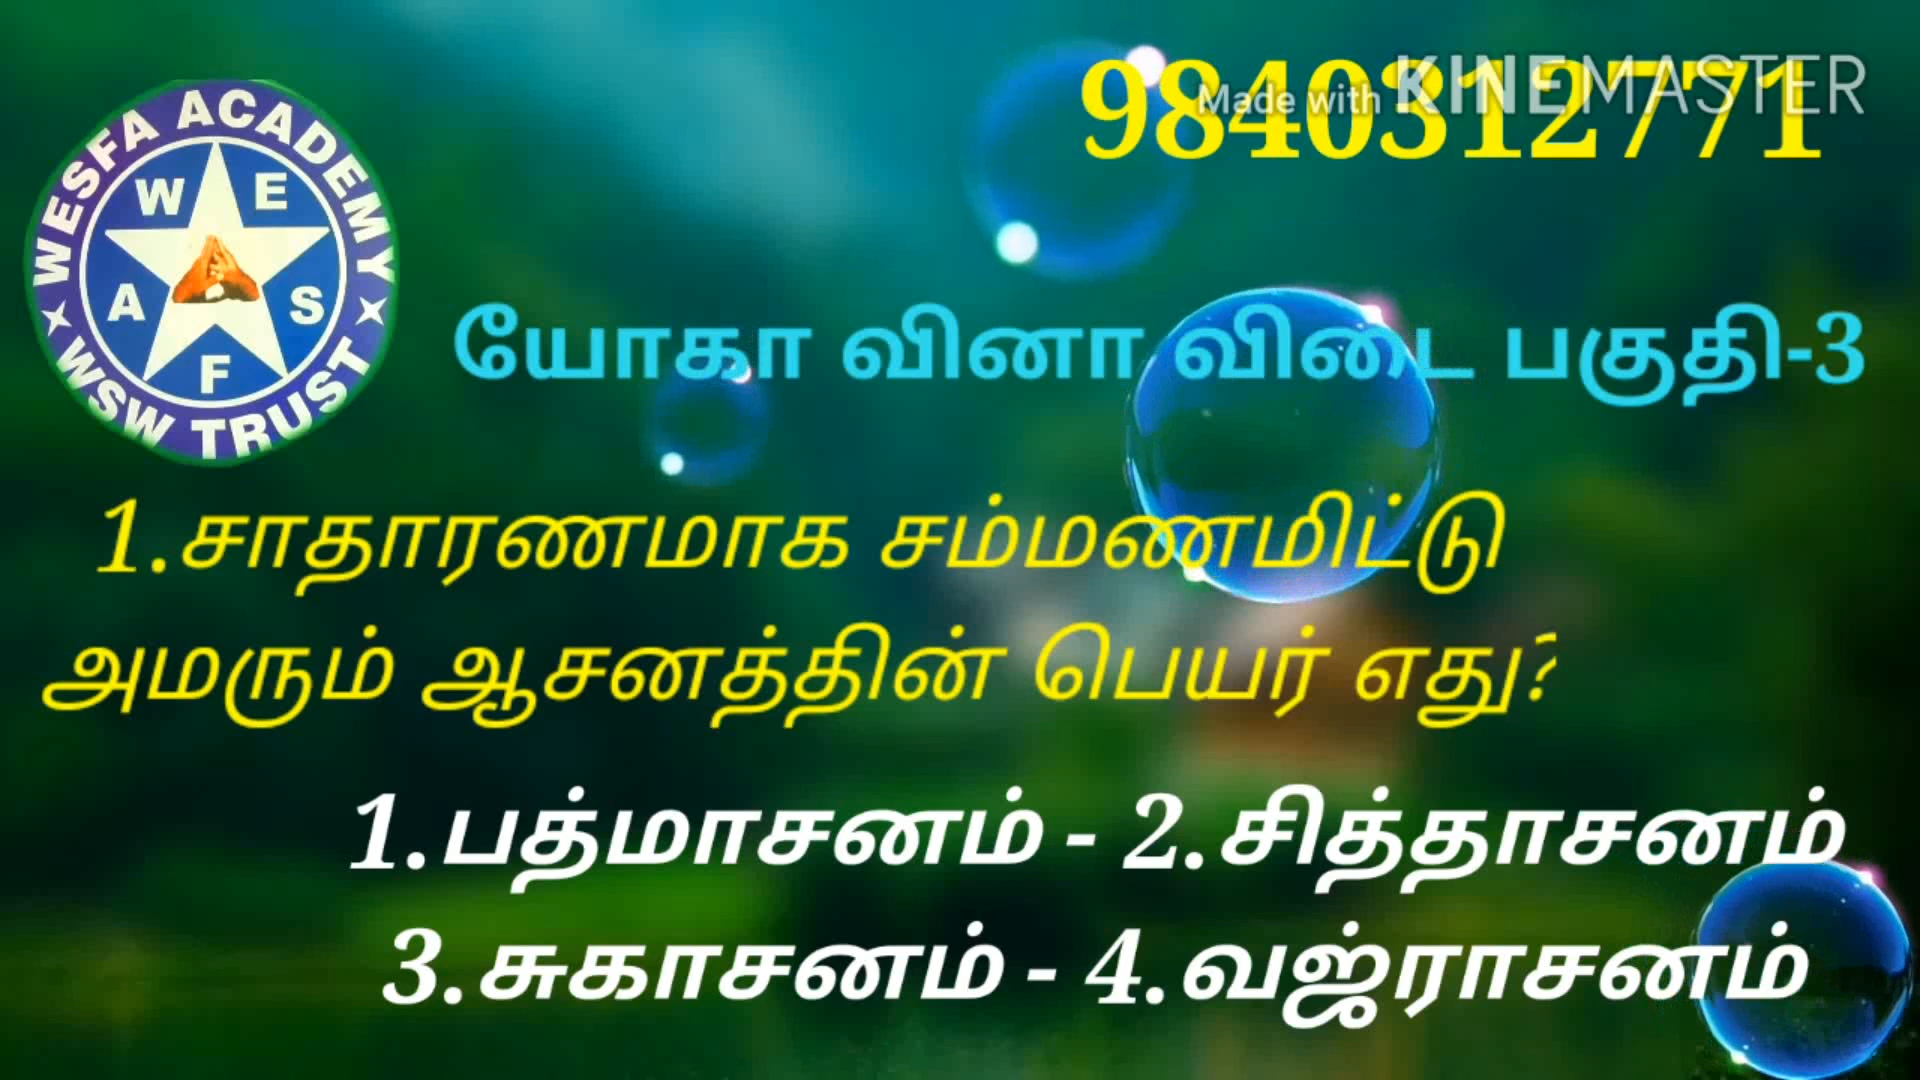 9840312771
Made with KINEMASTER
WESFA ACADEMY
W E
A S
F
WSW TRUST
யோகா வினா விடை பகுதி-3
1.சாதாரணமாக சம்மணமிட்டு
அமரும் ஆசனத்தின் பெயர் எது?
1.பத்மாசனம் - 2.சித்தாசனம்
3.சுகாசனம் - 4.வஜ்ராசனம்